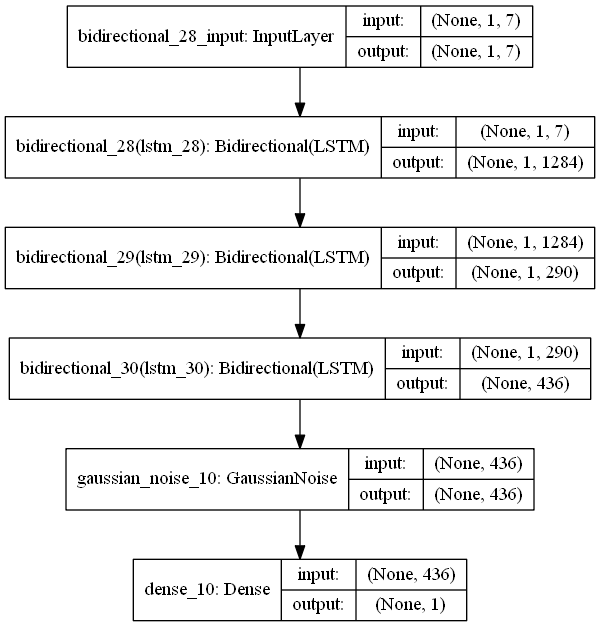 bidirectional_28_input: InputLayer
input: (None, 1, 7)
output: (None, 1, 7)
bidirectional_28(lstm_28): Bidirectional(LSTM)
input: (None, 1, 7)
output: (None, 1, 1284)
bidirectional_29(lstm_29): Bidirectional(LSTM)
input: (None, 1, 1284)
output: (None, 1, 290)
bidirectional_30(lstm_30): Bidirectional(LSTM)
input: (None, 1, 290)
output: (None, 436)
gaussian_noise_10: GaussianNoise
input: (None, 436)
output: (None, 436)
dense_10: Dense
input: (None, 436)
output: (None, 1)